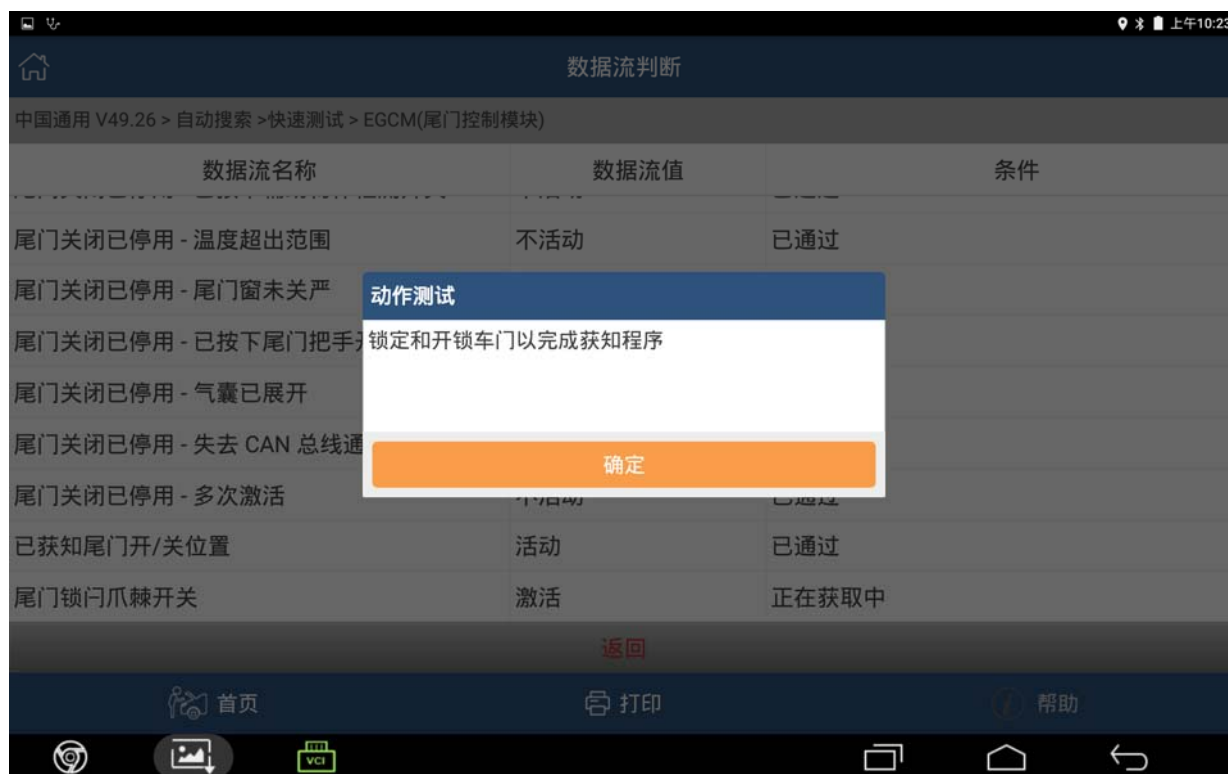 上午10:23
数据流判断
中国通用 V49.26 > 自动搜索 >快速测试 > EGCM(尾门控制模块)
数据流名称 数据流值 条件
尾门关闭已停用 - 温度超出范围 不活动 已通过
尾门关闭已停用 - 尾门窗未关严
动作测试
尾门关闭已停用 - 已按下尾门把手
锁定和开锁车门以完成获知程序
尾门关闭已停用 - 气囊已展开
尾门关闭已停用 - 失去 CAN 总线通
确定
尾门关闭已停用 - 多次激活 不活动 已通过
已获知尾门开/关位置 活动 已通过
尾门锁闩爪棘开关 激活 正在获取中
返回
首页 打印 帮助
VCI